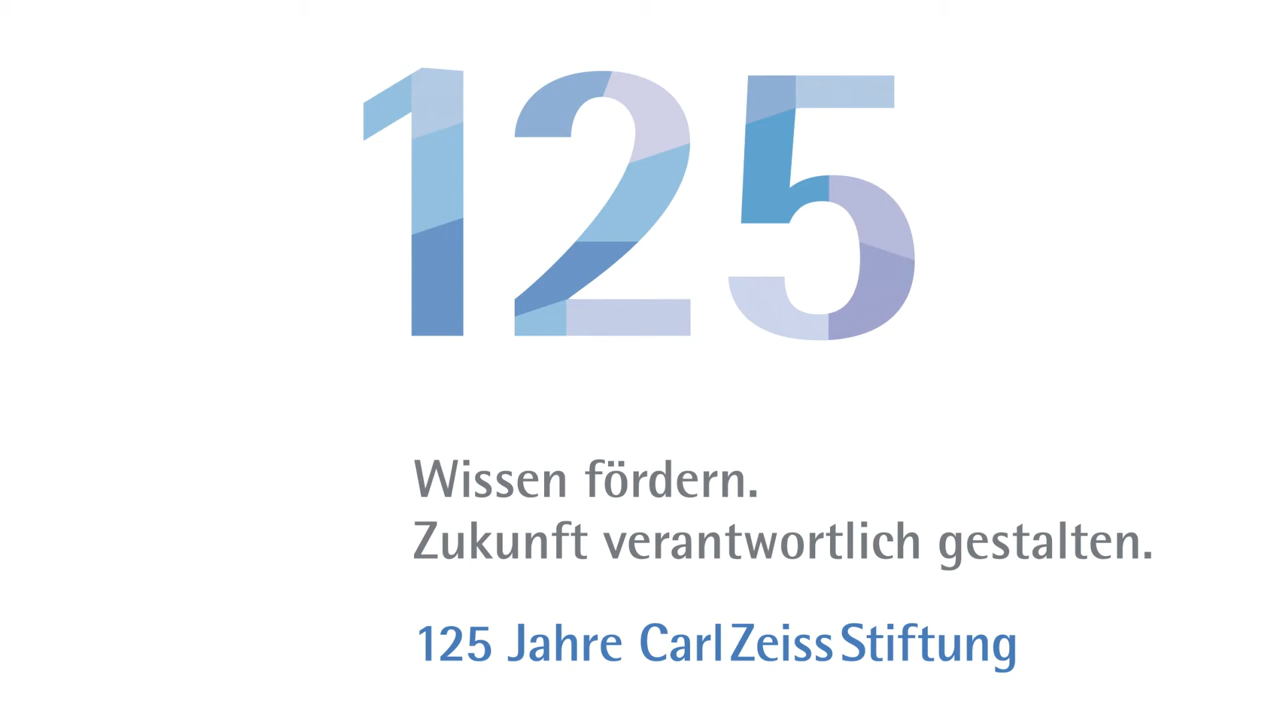 125
Wissen fördern.
Zukunft verantwortlich gestalten.
125 Jahre Carl Zeiss Stiftung